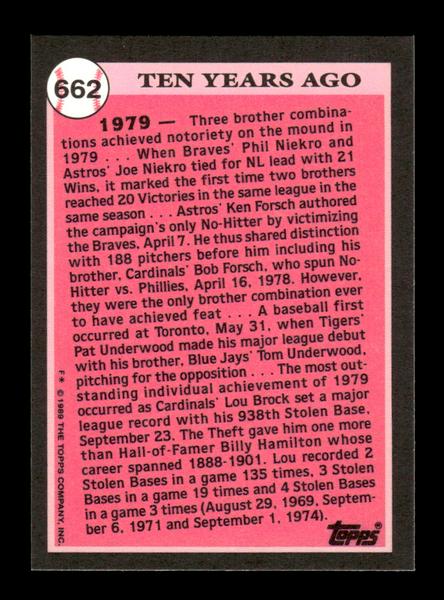 662
TEN YEARS AGO
1979 — Three brother combina-
tions achieved notoriety on the mound in
1979 . . . When Braves' Phil Niekro and
Astros' Joe Niekro tied for NL lead with 21
Wins, it marked the first time two brothers
reached 20 Victories in the same league in the
same season . . . Astros' Ken Forsch authored
the campaign's only No-Hitter by victimizing
the Braves, April 7. He thus shared distinction
with 188 pitchers before him including his
brother, Cardinals' Bob Forsch, who spun No-
Hitter vs. Phillies, April 16, 1978. However,
they were the only brother combination ever
to have achieved feat . . . A baseball first
occurred at Toronto, May 31, when Tigers'
Pat Underwood made his major league debut
with his brother, Blue Jays' Tom Underwood,
pitching for the opposition . . . The most out-
standing individual achievement of 1979
occurred as Cardinals' Lou Brock set a major
league record with his 938th Stolen Base,
September 23. The Theft gave him one more
than Hall-of-Famer Billy Hamilton whose
career spanned 1888-1901. Lou recorded 2
Stolen Bases in a game 135 times, 3 Stolen
Bases in a game 19 times and 4 Stolen Bases
in a game 3 times (August 29, 1969, Septem-
ber 6, 1971 and September 1, 1974).
F * © 1989 THE TOPPS COMPANY, INC.
TOPPS®